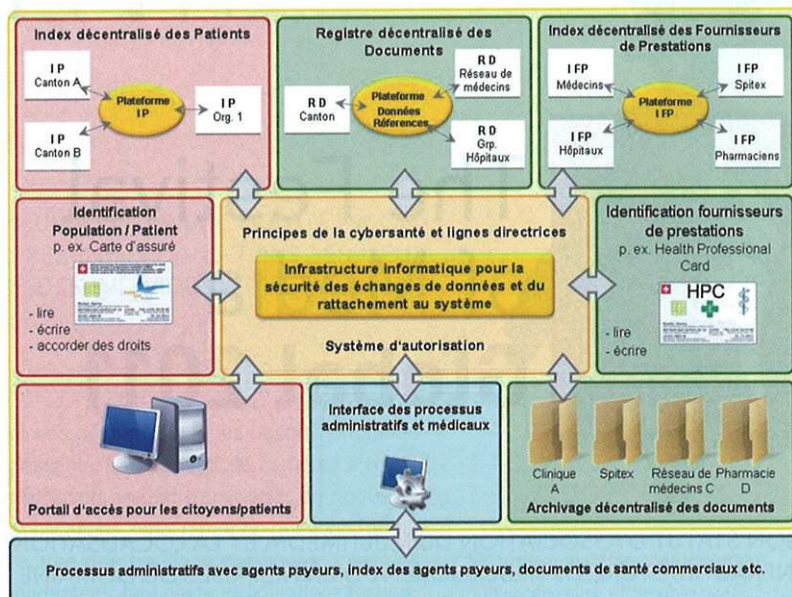 Index décentralisé des Patients
I P
Canton A
Plateforme
IP
I P
Org. 1
I P
Canton B
Registre décentralisé des
Documents
R D
Réseau de
médecins
R D
Canton
Plateforme
Données
Réferences
R D
Grp.
Hôpitaux
Index décentralisé des Fournisseurs
de Prestations
I FP
Médecins
I FP
Spitex
Plateforme
I FP
I FP
Hôpitaux
I FP
Pharmaciens
Identification
Population / Patient
p. ex. Carte d'assuré
- lire
- écrire
- accorder des droits
Principes de la cybersanté et lignes directrices
Infrastructure informatique pour la
sécurité des échanges de données et du
rattachement au système
Système d'autorisation
Identification fournisseurs
de prestations
p. ex. Health Professional
Card
HPC
- lire
- écrire
Portail d'accès pour les citoyens/patients
Interface des processus
administratifs et médicaux
Clinique
A
Spitex
Réseau de
médecins C
Pharmacie
D
Archivage décentralisé des documents
Processus administratifs avec agents payeurs, index des agents payeurs, documents de santé commerciaux etc.